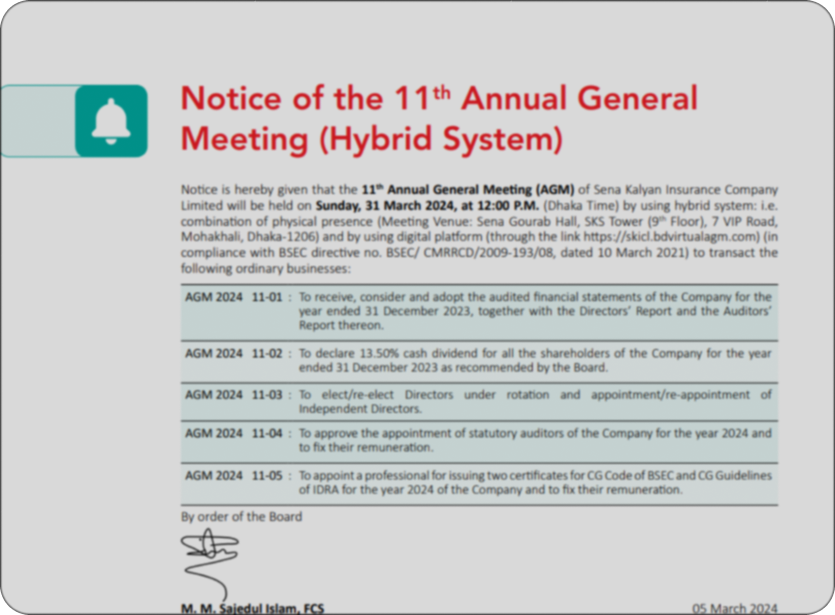 Notice of the 11th Annual General
Meeting (Hybrid System)
Notice is hereby given that the 11th Annual General Meeting (AGM) of Sena Kalyan Insurance Company
Limited will be held on Sunday, 31 March 2024, at 12:00 P.M. (Dhaka Time) by using hybrid system: i.e.
combination of physical presence (Meeting Venue: Sena Gourab Hall, SKS Tower (9th Floor), 7 VIP Road,
Mohakhali, Dhaka-1206) and by using digital platform (through the link https://skicl.bdvirtualagm.com) (in
compliance with BSEC directive no. BSEC/ CMRRCD/2009-193/08, dated 10 March 2021) to transact the
following ordinary businesses:
AGM 2024 11-01 : To receive, consider and adopt the audited financial statements of the Company for the
year ended 31 December 2023, together with the Directors' Report and the Auditors'
Report thereon.
AGM 2024 11-02 : To declare 13.50% cash dividend for all the shareholders of the Company for the year
ended 31 December 2023 as recommended by the Board.
AGM 2024 11-03 : To elect/re-elect Directors under rotation and appointment/re-appointment of
Independent Directors.
AGM 2024 11-04 : To approve the appointment of statutory auditors of the Company for the year 2024 and
to fix their remuneration.
AGM 2024 11-05 : To appoint a professional for issuing two certificates for CG Code of BSEC and CG Guidelines
of IDRA for the year 2024 of the Company and to fix their remuneration.
By order of the Board
M. M. Sajedul Islam, FCS 05 March 2024